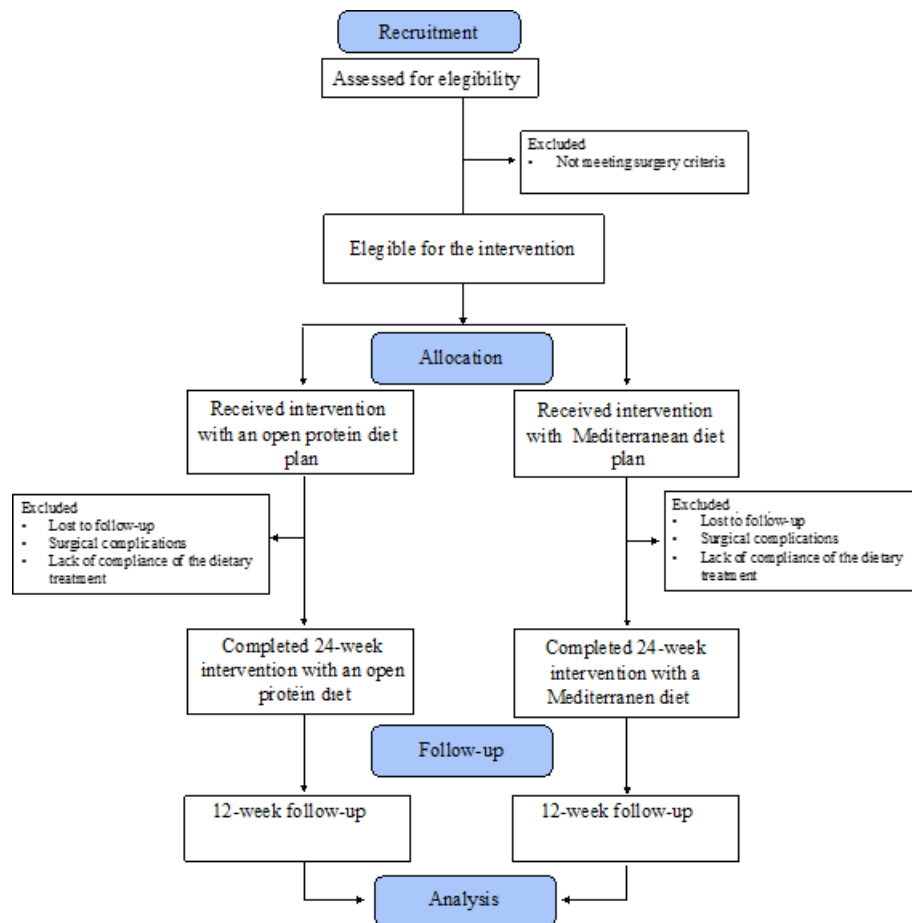 Recruitment
Assessed for elegibility
Excluded
• Not meeting surgery criteria
Elegible for the intervention
Allocation
Received intervention
with an open protein diet
plan
Received intervention
with Mediterranean diet
plan
Excluded
• Lost to follow-up
• Surgical complications
• Lack of compliance of the dietary
treatment
Excluded
• Lost to follow-up
• Surgical complications
• Lack of compliance of the dietary
treatment
Completed 24-week
intervention with an open
protein diet
Completed 24-week
intervention with a
Mediterranen diet
Follow-up
12-week follow-up
12-week follow-up
Analysis